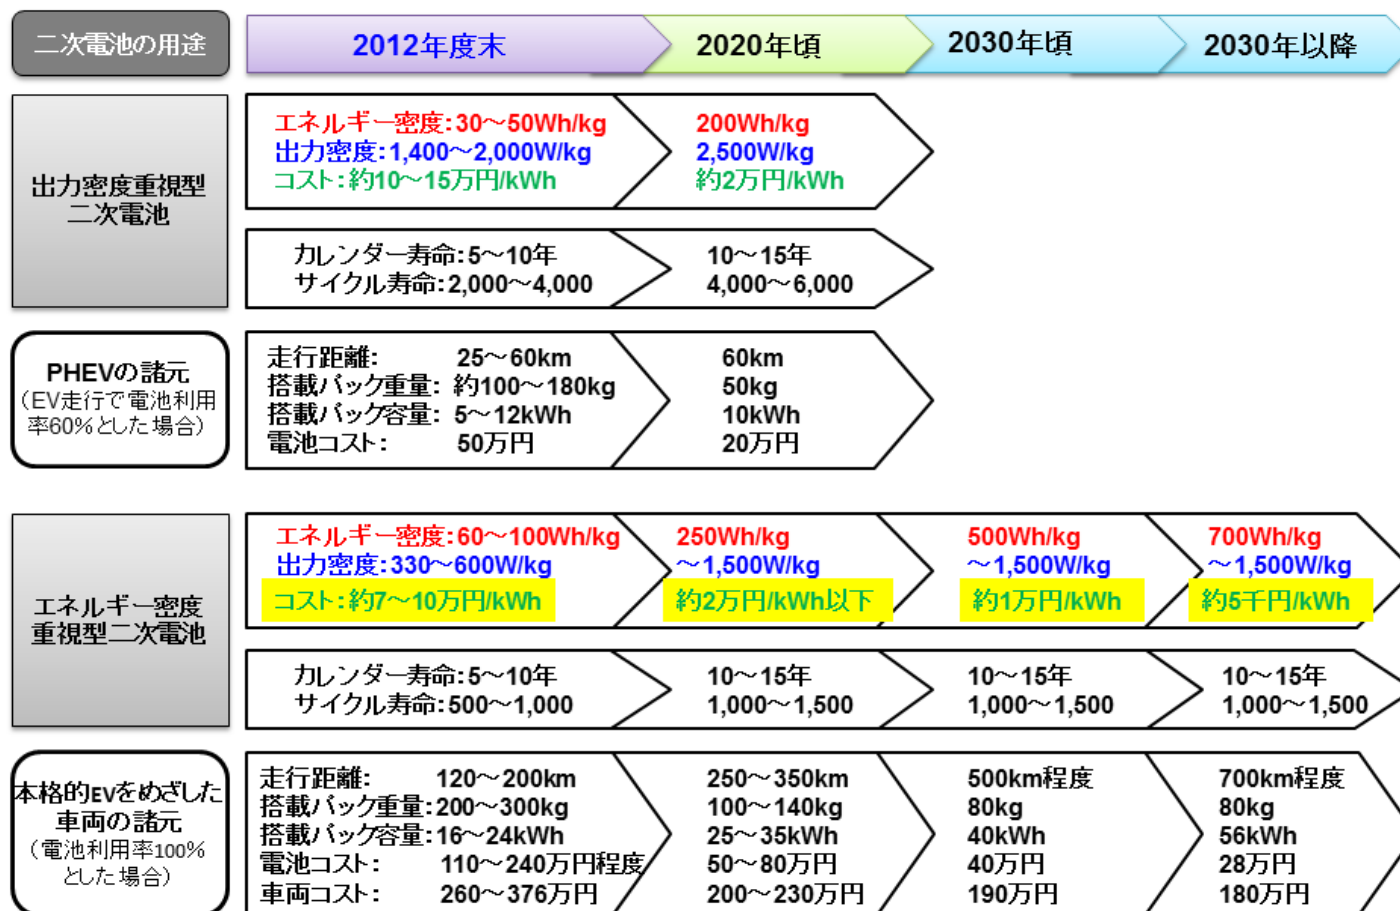 二次電池の用途 2012年度末 2020年頃 2030年頃 2030年以降
出力密度重視型
二次電池
エネルギー密度:30～50Wh/kg 200Wh/kg
出力密度:1,400～2,000W/kg 2,500W/kg
コスト:約10～15万円/kWh 約2万円/kWh
カレンダー寿命:5～10年 10～15年
サイクル寿命:2,000～4,000 4,000～6,000
PHEVの諸元
(EV走行で電池利用
率60%とした場合)
走行距離: 25～60km 60km
搭載パック重量: 約100～180kg 50kg
搭載パック容量: 5～12kWh 10kWh
電池コスト: 50万円 20万円
エネルギー密度
重視型二次電池
エネルギー密度:60～100Wh/kg 250Wh/kg 500Wh/kg 700Wh/kg
出力密度:330～600W/kg ～1,500W/kg ～1,500W/kg ～1,500W/kg
コスト:約7～10万円/kWh 約2万円/kWh以下 約1万円/kWh 約5千円/kWh
カレンダー寿命:5～10年 10～15年 10～15年 10～15年
サイクル寿命:500～1,000 1,000～1,500 1,000～1,500 1,000～1,500
本格的EVをめざした
車両の諸元
(電池利用率100%
とした場合)
走行距離: 120～200km 250～350km 500km程度 700km程度
搭載パック重量:200～300kg 100～140kg 80kg 80kg
搭載パック容量:16～24kWh 25～35kWh 40kWh 56kWh
電池コスト: 110～240万円程度 50～80万円 40万円 28万円
車両コスト: 260～376万円 200～230万円 190万円 180万円